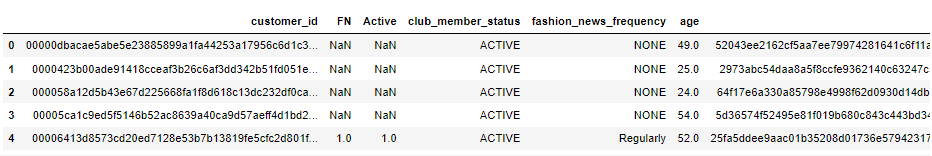 customer_id FN Active club_member_status fashion_news_frequency age
0 00000dbacae5abe5e23885899a1fa44253a17956c6d1c3... NaN NaN ACTIVE NONE 49.0 52043ee2162cf5aa7ee79974281641c6f11a
1 0000423b00ade91418cceaf3b26c6af3dd342b51fd051e... NaN NaN ACTIVE NONE 25.0 2973abc54daa8a5f8ccfe9362140c63247c
2 000058a12d5b43e67d225668fa1f8d618c13dc232df0ca... NaN NaN ACTIVE NONE 24.0 64f17e6a330a85798e4998f62d0930d14db
3 00005ca1c9ed5f5146b52ac8639a40ca9d57aeff4d1bd2... NaN NaN ACTIVE NONE 54.0 5d36574f52495e81f019b680c843c443bd34
4 00006413d8573cd20ed7128e53b7b13819fe5cfc2d801f... 1.0 1.0 ACTIVE Regularly 52.0 25fa5ddee9aac01b35208d01736e57942317